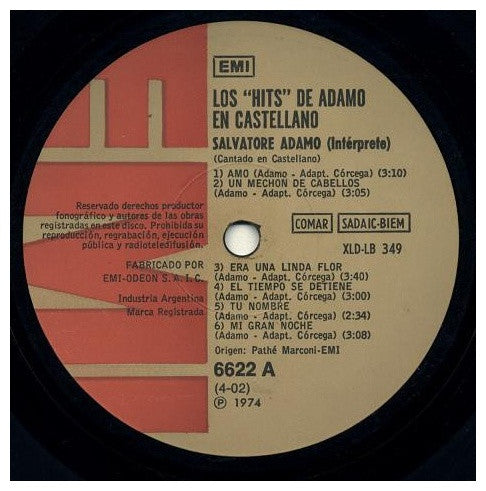 EMI
LOS "HITS" DE ADAMO
EN CASTELLANO
SALVATORE ADAMO (Intérprete)
(Cantado en Castellano)
1) AMO (Adamo - Adapt. Córcega) (3:10)
2) UN MECHON DE CABELLOS
(Adamo - Adapt. Córcega) (3:05)
Reservado derechos productor
fonográfico y autores de las obras
registradas en este disco. Prohibida su
reproducción, regrabación, ejecución
pública y radioteledifusión.
COMAR
SADAIC-BIEM
XLD-LB 349
FABRICADO POR
EMI-ODEON S.A.I.C.
Industria Argentina
Marca Registrada
3) ERA UNA LINDA FLOR
(Adamo - Adapt. Córcega) (3:40)
4) EL TIEMPO SE DETIENE
(Adamo - Adapt. Córcega) (3:00)
5) TU NOMBRE
(Adamo - Adapt. Córcega) (2:34)
6) MI GRAN NOCHE
(Adamo - Adapt. Córcega) (3:08)
Origen: Pathé Marconi-EMI
6622 A
(4-02)
℗ 1974